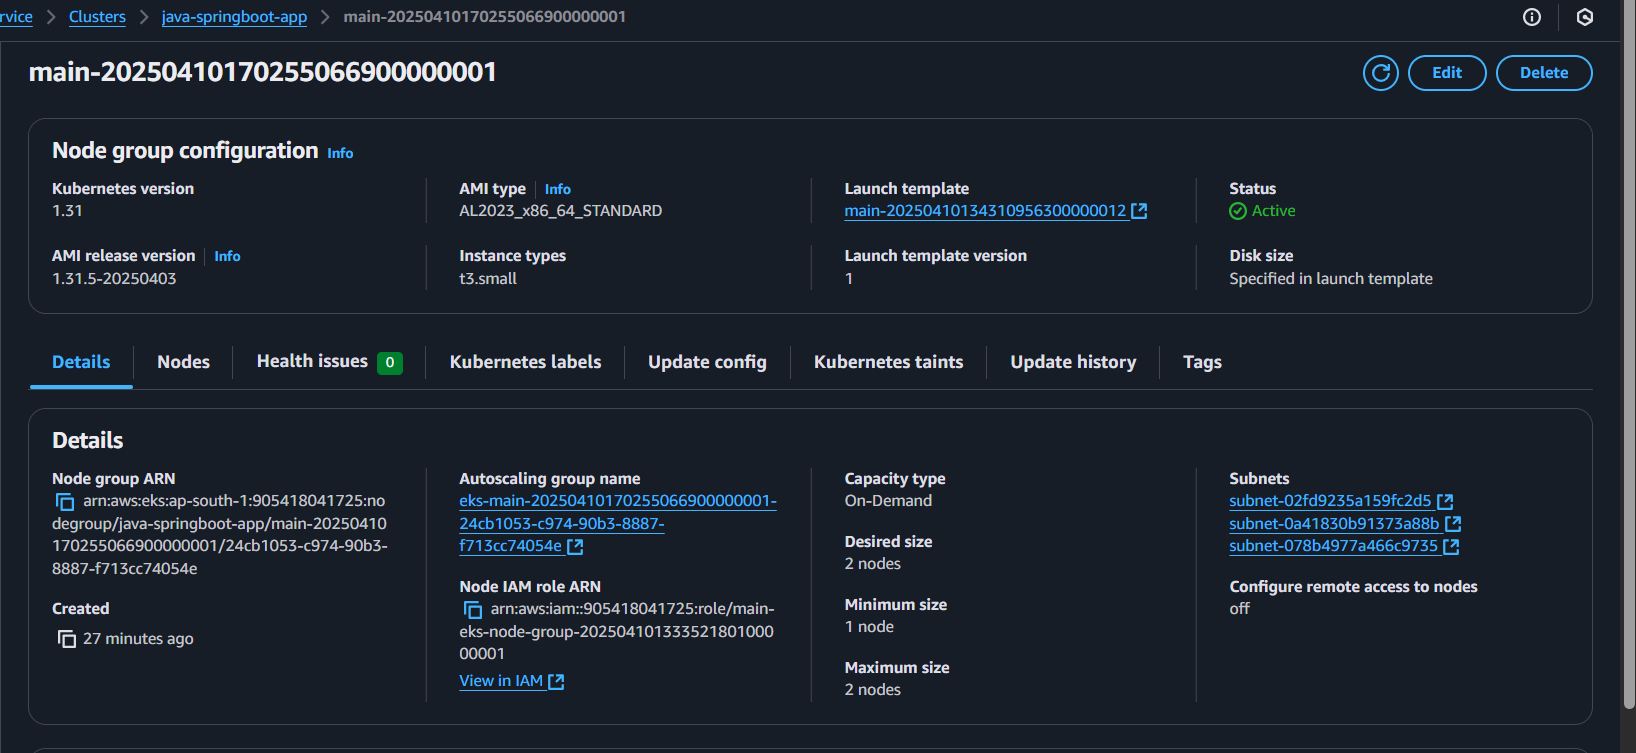 rvice > Clusters > java-springboot-app > main-20250410170255066900000001
main-20250410170255066900000001
Edit
Delete
Node group configuration Info
Kubernetes version
1.31
AMI type Info
AL2023_x86_64_STANDARD
Launch template
main-20250410134310956300000012
Status
Active
AMI release version Info
1.31.5-20250403
Instance types
t3.small
Launch template version
1
Disk size
Specified in launch template
Details
Nodes
Health issues 0
Kubernetes labels
Update config
Kubernetes taints
Update history
Tags
Details
Node group ARN
arn:aws:eks:ap-south-1:905418041725:no
degroup/java-springboot-app/main-20250410
170255066900000001/24cb1053-c974-90b3-
8887-f713cc74054e
Created
27 minutes ago
Autoscaling group name
eks-main-20250410170255066900000001-
24cb1053-c974-90b3-8887-
f713cc74054e
Node IAM role ARN
arn:aws:iam::905418041725:role/main-
eks-node-group-202504101333521801000
00001
View in IAM
Capacity type
On-Demand
Desired size
2 nodes
Minimum size
1 node
Maximum size
2 nodes
Subnets
subnet-02fd9235a159fc2d5
subnet-0a41830b91373a88b
subnet-078b4977a466c9735
Configure remote access to nodes
off